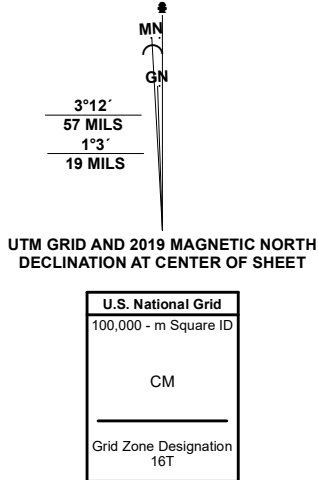 MN
GN
3°12´
57 MILS
1°3´
19 MILS
UTM GRID AND 2019 MAGNETIC NORTH
DECLINATION AT CENTER OF SHEET
U.S. National Grid
100,000 - m Square ID
CM
Grid Zone Designation
16T